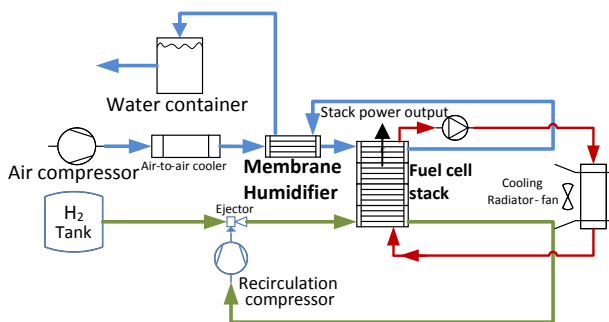 Water container
Stack power output
Air compressor
Air-to-air cooler
Membrane
Humidifier
Fuel cell
stack
Cooling
Radiator- fan
H2
Tank
Ejector
Recirculation
compressor